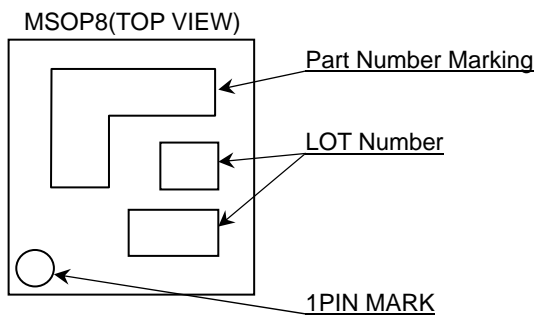 MSOP8(TOP VIEW)
Part Number Marking
LOT Number
1PIN MARK